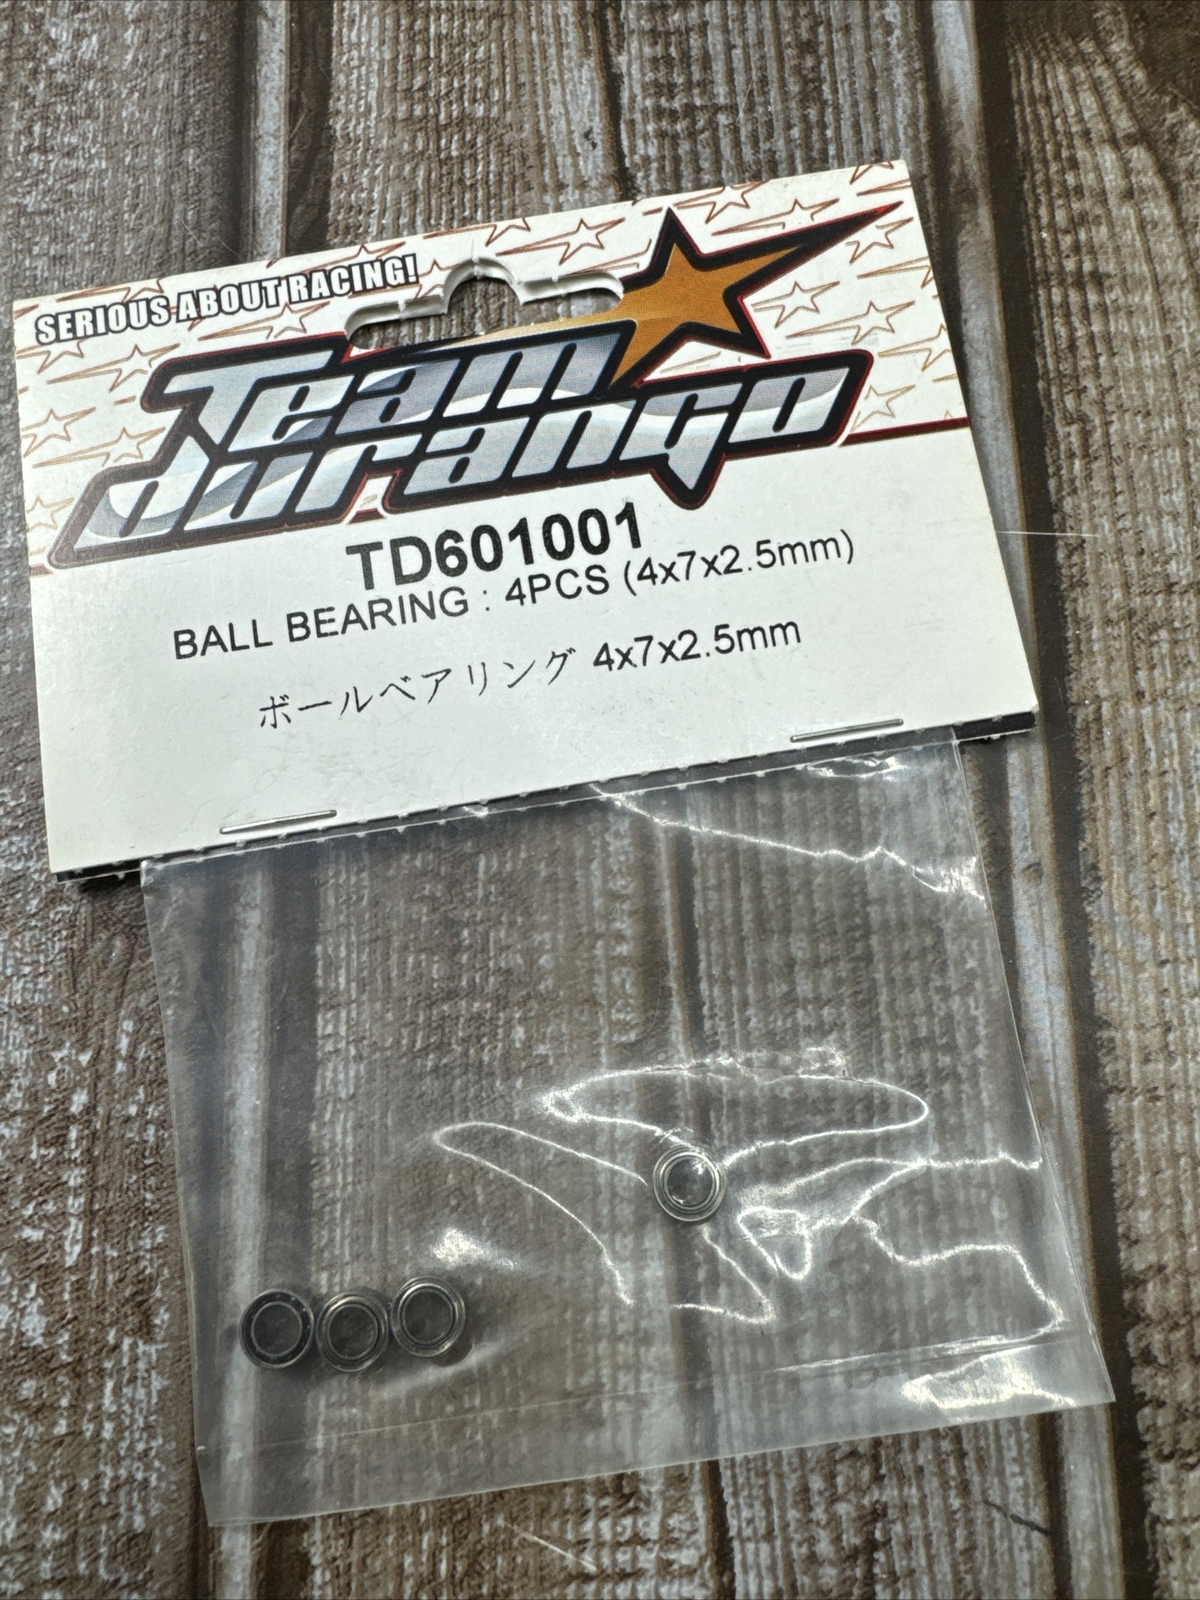 SERIOUS ABOUT RACING!
Team
durango
TD601001
BALL BEARING : 4PCS (4x7x2.5mm)
ボールベアリング 4x7x2.5mm